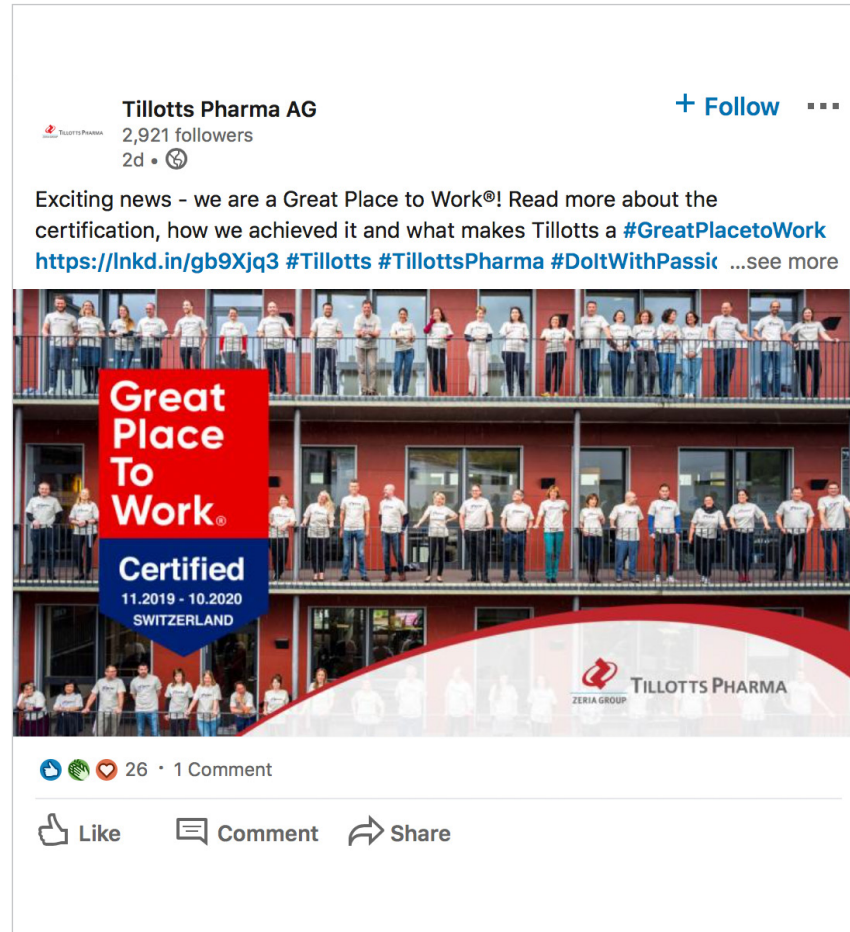 Tillotts Pharma AG
+ Follow
TILLOTTS PHARMA
2,921 followers
2d •
Exciting news - we are a Great Place to Work®! Read more about the
certification, how we achieved it and what makes Tillotts a #GreatPlacetoWork
https://lnkd.in/gb9Xjq3 #Tillotts #TillottsPharma #DoItWithPassic ...see more
Great
Place
To
Work®
Certified
11.2019 - 10.2020
SWITZERLAND
TILLOTTS PHARMA
ZERIA GROUP
26 · 1 Comment
Like Comment Share